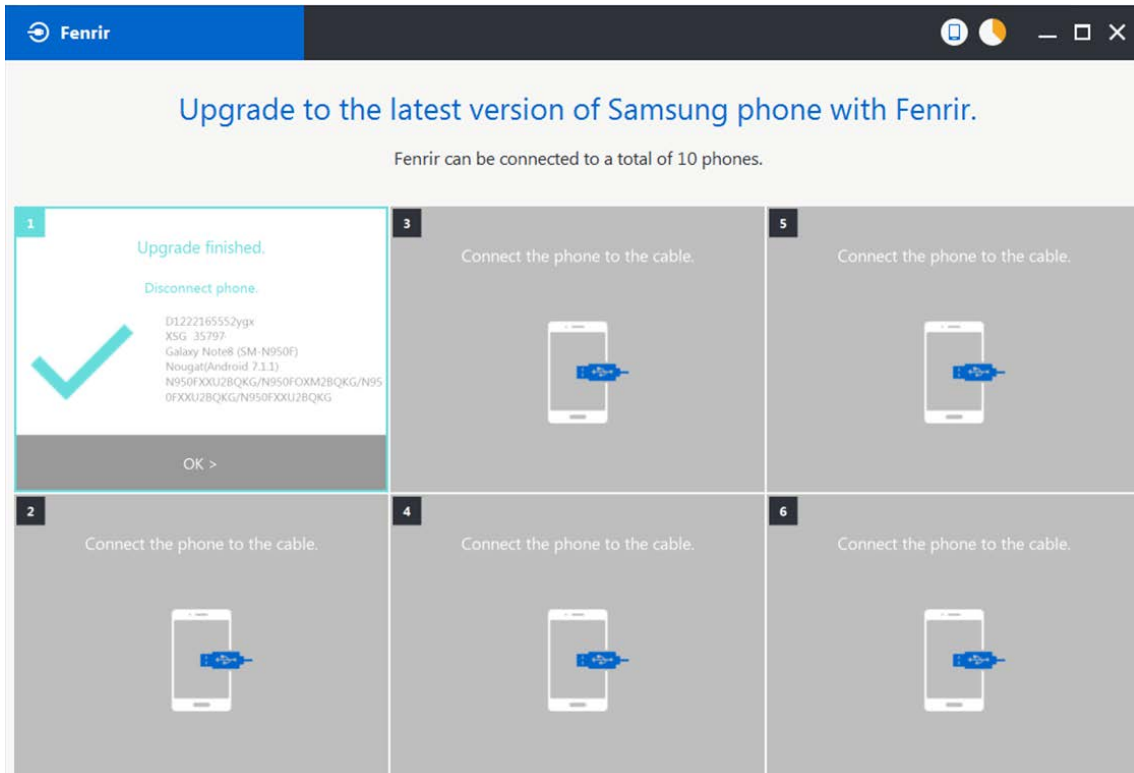 Fenrir
Upgrade to the latest version of Samsung phone with Fenrir.
Fenrir can be connected to a total of 10 phones.
1
Upgrade finished.
Disconnect phone.
D1222165552ygx
XSG 35797
Galaxy Note8 (SM-N950F)
Nougat(Android 7.1.1)
N950FXXU2BQKG/N950FOXM2BQKG/N95
0FXXU2BQKG/N950FXXU2BQKG
OK >
3
Connect the phone to the cable.
5
Connect the phone to the cable.
2
Connect the phone to the cable.
4
Connect the phone to the cable.
6
Connect the phone to the cable.